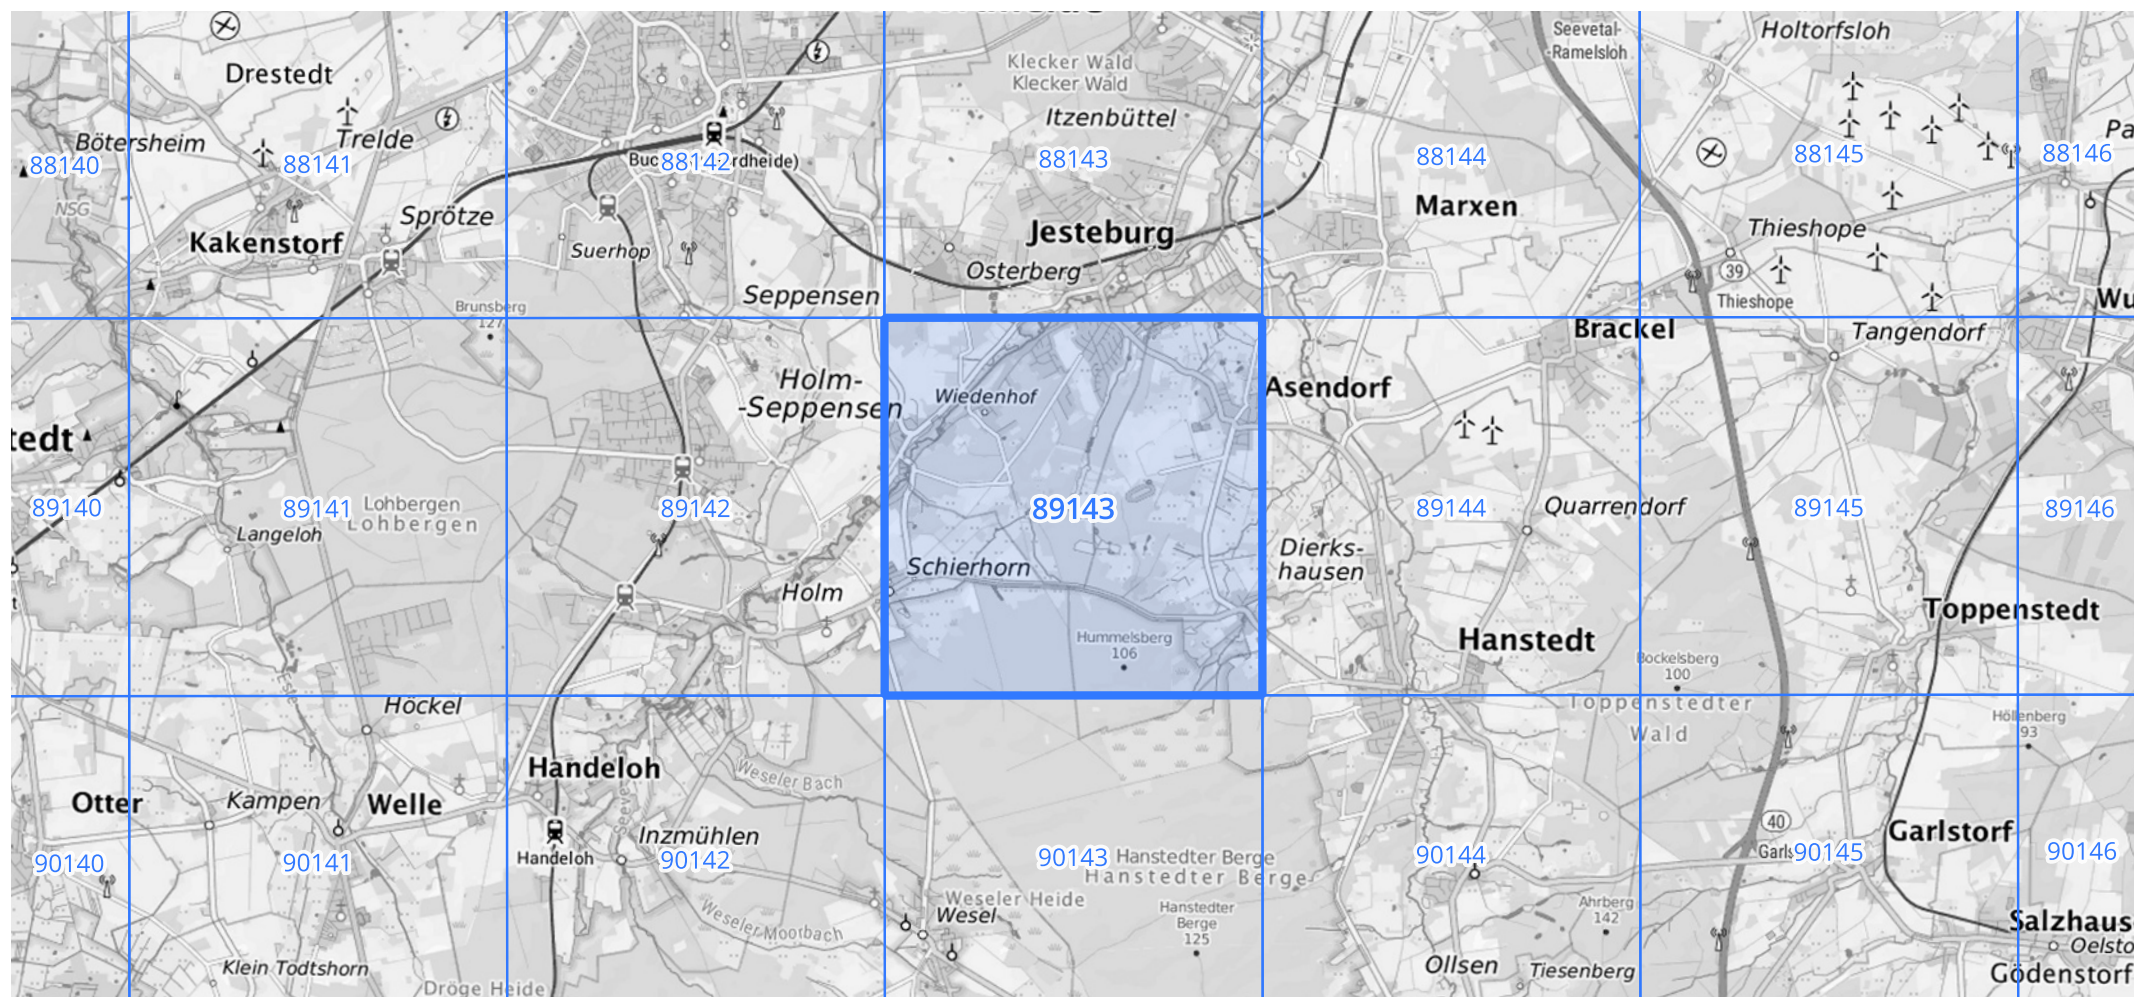 Holtorfsloh
Seevetal-
-Ramelsloh
Drestedt
Klecker Wald
Klecker Wald
Bötersheim
Trelde
Itzenbüttel
88140
88141
88142
88143
88144
88145
88146
NSG
Sprötze
Kakenstorf
Suerhop
Jesteburg
Osterberg
Marxen
Thieshope
39
Thieshope
Seppensen
Brunsberg
127
Brackel
Tangendorf
Holm-
-Seppensen
Wiedenhof
Asendorf
tedt
89140
89141
89142
89143
89144
89145
89146
Lohbergen
Lohbergen
Langeloh
Quarrendorf
Schierhorn
Dierks-
hausen
Holm
Toppenstedt
Hummelsberg
106
Hanstedt
Bockelsberg
100
Este
Höckel
Toppenstedter
Wald
Höllenberg
93
Handeloh
Weseler Bach
Otter
Kampen
Welle
Seeve
Inzmühlen
Handeloh
40
Garlstorf
90140
90141
90142
90143
90144
90145
90146
Hanstedter Berge
Hanstedter Berge
Weseler Heide
Wesel
Hanstedter
Berge
125
Ahrberg
142
Weseler Moorbach
Salzhaus
Oelsto
Klein Todtshorn
Ollsen
Tiesenberg
Gödenstorf
Dröge Heide